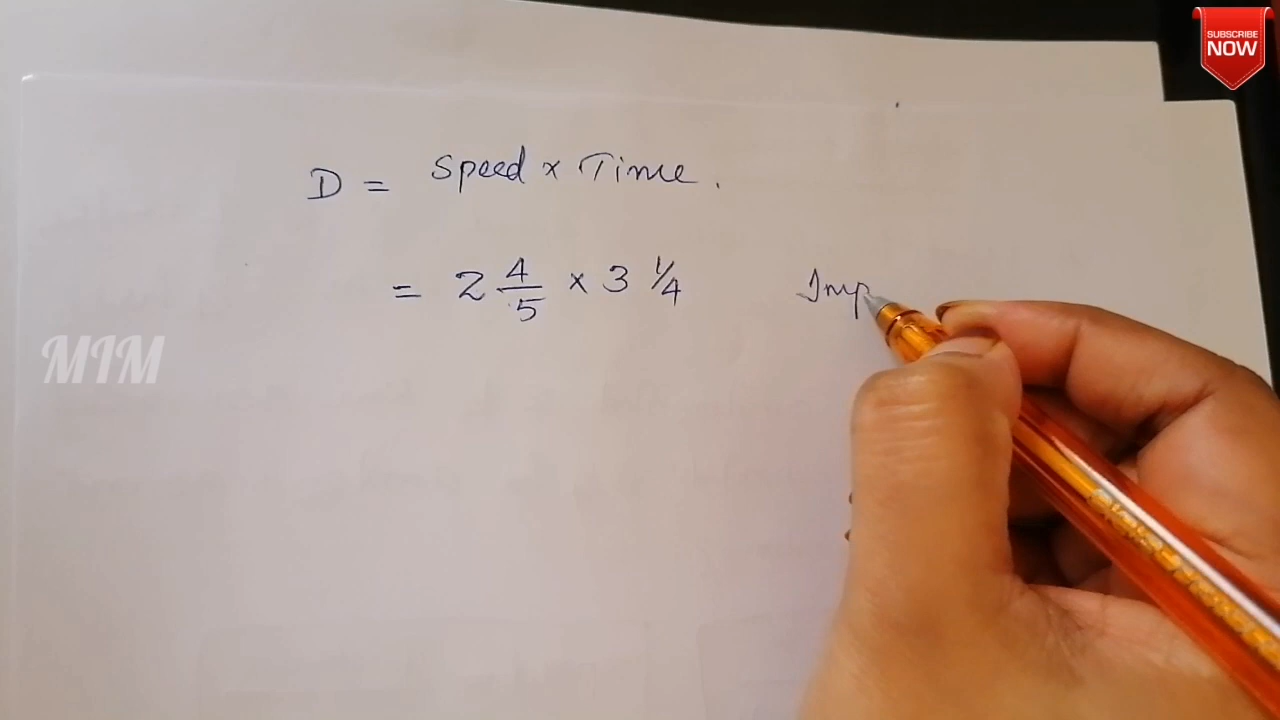 SUBSCRIBE
NOW
D = Speed x Time.
= 2 4/5 x 3 1/4 Imp
MIM